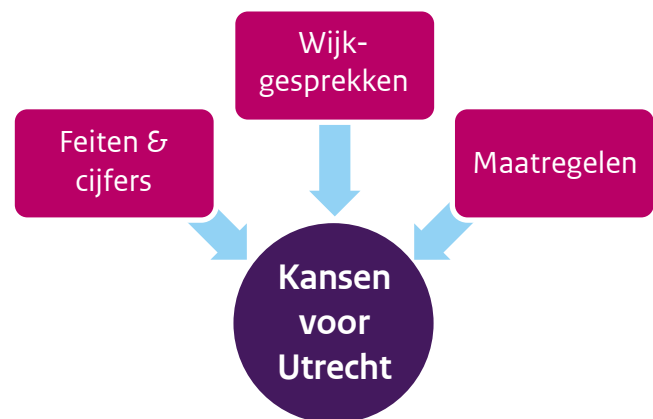 Wijk-
gesprekken
Feiten &
cijfers
Maatregelen
Kansen
voor
Utrecht